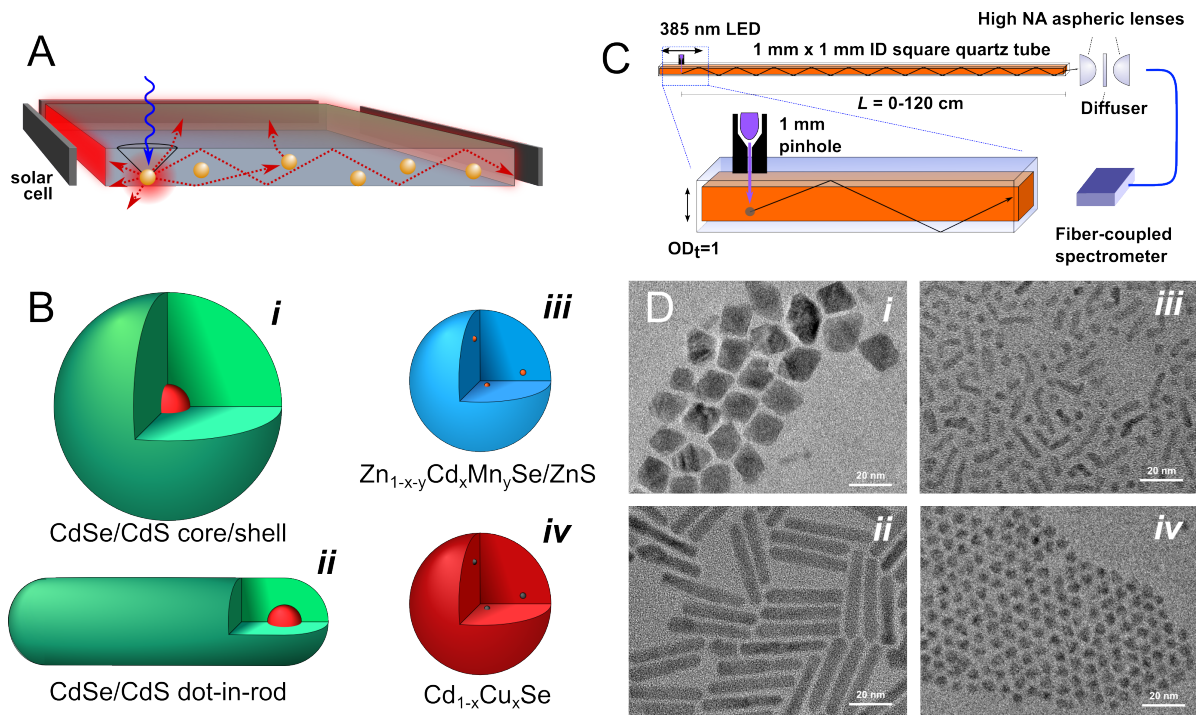 A
solar
cell
C
385 nm LED
1 mm x 1 mm ID square quartz tube
High NA aspheric lenses
Diffuser
L = 0-120 cm
1 mm
pinhole
ODt=1
Fiber-coupled
spectrometer
B
i
CdSe/CdS core/shell
ii
CdSe/CdS dot-in-rod
iii
Zn1-x-yCdxMnySe/ZnS
iv
Cd1-xCuxSe
D
i
20 nm
iii
20 nm
ii
20 nm
iv
20 nm